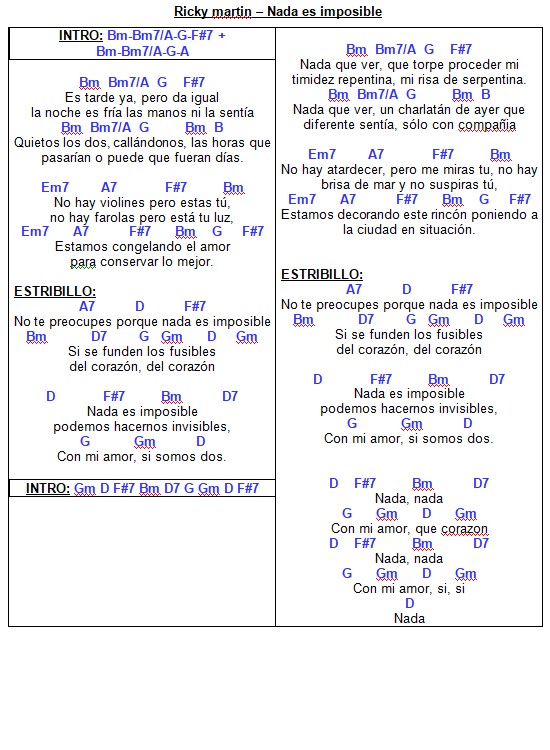 Ricky martin – Nada es imposible
INTRO: Bm-Bm7/A-G-F#7 +
Bm-Bm7/A-G-A
Bm Bm7/A G F#7
Es tarde ya, pero da igual
la noche es fría las manos ni la sentía
Bm Bm7/A G Bm B
Quietos los dos, callándonos, las horas que
pasarían o puede que fueran días.
Em7 A7 F#7 Bm
No hay violines pero estas tú,
no hay farolas pero está tu luz,
Em7 A7 F#7 Bm G F#7
Estamos congelando el amor
para conservar lo mejor.
ESTRIBILLO:
A7 D F#7
No te preocupes porque nada es imposible
Bm D7 G Gm D Gm
Si se funden los fusibles
del corazón, del corazón
D F#7 Bm D7
Nada es imposible
podemos hacernos invisibles,
G Gm D
Con mi amor, si somos dos.
INTRO: Gm D F#7 Bm D7 G Gm D F#7
Bm Bm7/A G F#7
Nada que ver, que torpe proceder mi
timidez repentina, mi risa de serpentina.
Bm Bm7/A G Bm B
Nada que ver, un charlatán de ayer que
diferente sentía, sólo con compañia
Em7 A7 F#7 Bm
No hay atardecer, pero me miras tu, no hay
brisa de mar y no suspiras tú,
Em7 A7 F#7 Bm G F#7
Estamos decorando este rincón poniendo a
la ciudad en situación.
ESTRIBILLO:
A7 D F#7
No te preocupes porque nada es imposible
Bm D7 G Gm D Gm
Si se funden los fusibles
del corazón, del corazón
D F#7 Bm D7
Nada es imposible
podemos hacernos invisibles,
G Gm D
Con mi amor, si somos dos.
D F#7 Bm D7
Nada, nada
G Gm D Gm
Con mi amor, que corazon
D F#7 Bm D7
Nada, nada
G Gm D Gm
Con mi amor, si, si
D
Nada